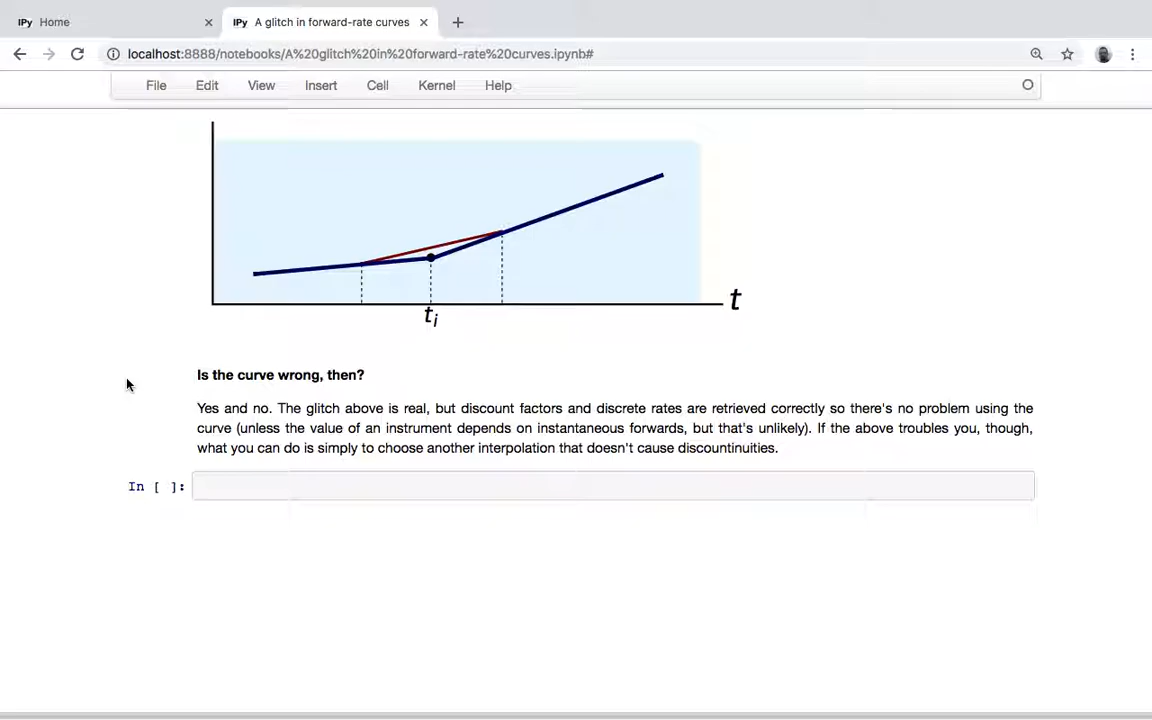 IPy Home
IPy A glitch in forward-rate curves
localhost:8888/notebooks/A%20glitch%20in%20forward-rate%20curves.ipynb#
File Edit View Insert Cell Kernel Help
t
ti
Is the curve wrong, then?
Yes and no. The glitch above is real, but discount factors and discrete rates are retrieved correctly so there's no problem using the
curve (unless the value of an instrument depends on instantaneous forwards, but that's unlikely). If the above troubles you, though,
what you can do is simply to choose another interpolation that doesn't cause discountinuities.
In [ ]: